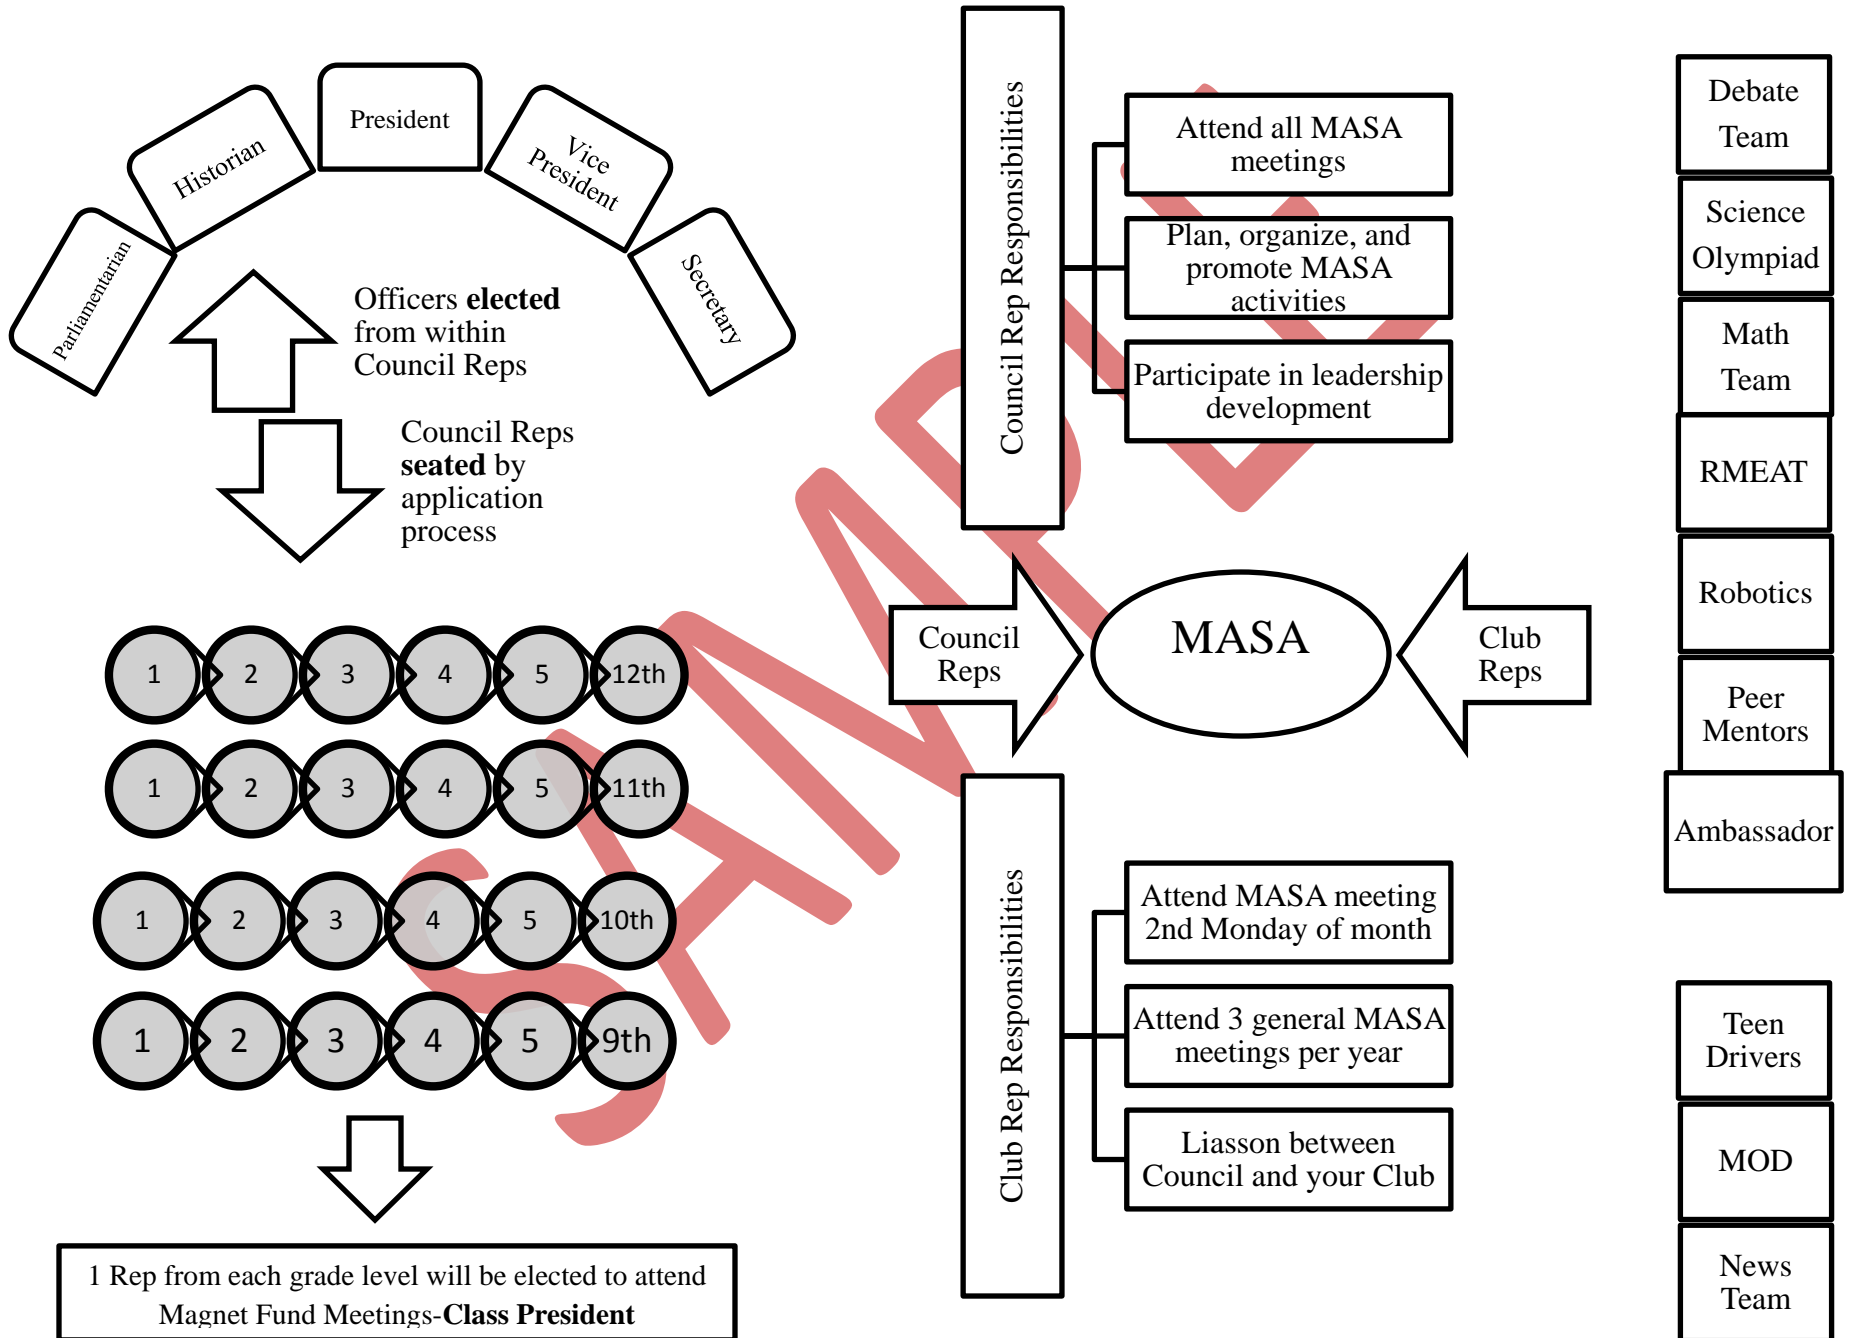 Parliamentarian
Historian
President
Vice
President
Secretary
Officers elected
from within
Council Reps
Council Reps
seated by
application
process
1 2 3 4 5 12th
1 2 3 4 5 11th
1 2 3 4 5 10th
1 2 3 4 5 9th
1 Rep from each grade level will be elected to attend
Magnet Fund Meetings-Class President
SAMPLE
Council Rep Responsibilities
Attend all MASA
meetings
Plan, organize, and
promote MASA
activities
Participate in leadership
development
Council
Reps
MASA
Club
Reps
Club Rep Responsibilities
Attend MASA meeting
2nd Monday of month
Attend 3 general MASA
meetings per year
Liasson between
Council and your Club
Debate
Team
Science
Olympiad
Math
Team
RMEAT
Robotics
Peer
Mentors
Ambassador
Teen
Drivers
MOD
News
Team